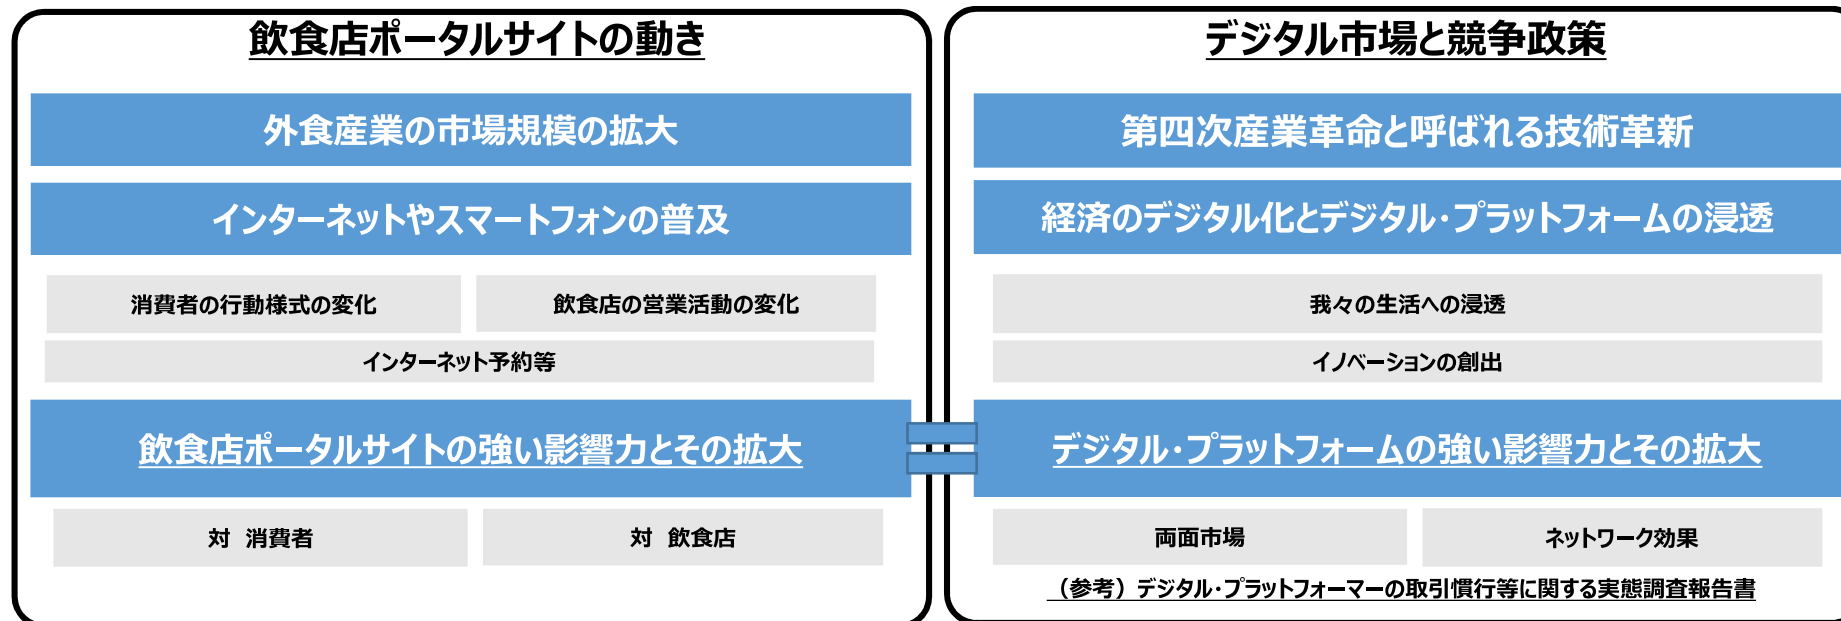 飲食店ポータルサイトの動き
外食産業の市場規模の拡大
インターネットやスマートフォンの普及
消費者の行動様式の変化
飲食店の営業活動の変化
インターネット予約等
飲食店ポータルサイトの強い影響力とその拡大
対 消費者
対 飲食店
デジタル市場と競争政策
第四次産業革命と呼ばれる技術革新
経済のデジタル化とデジタル・プラットフォームの浸透
我々の生活への浸透
イノベーションの創出
デジタル・プラットフォームの強い影響力とその拡大
両面市場
ネットワーク効果
（参考）デジタル・プラットフォーマーの取引慣行等に関する実態調査報告書